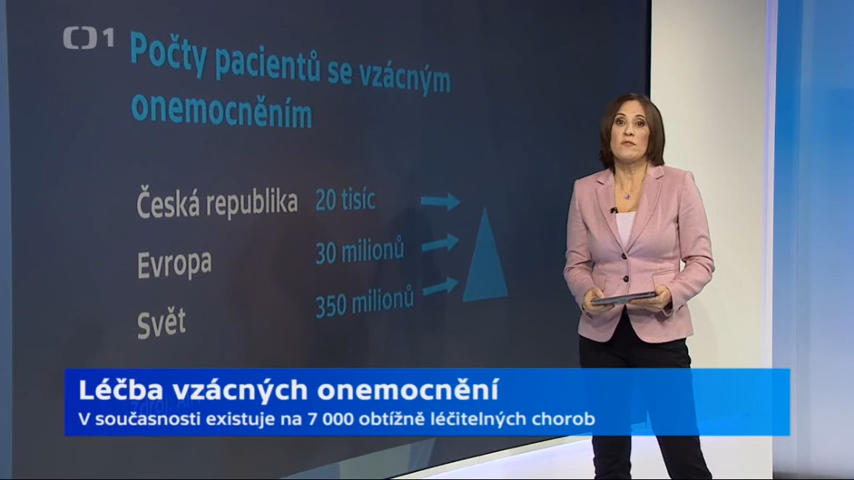 ČT1
Počty pacientů se vzácným
onemocněním
Česká republika 20 tisíc
Evropa 30 milionů
Svět 350 milionů
Léčba vzácných onemocnění
V současnosti existuje na 7 000 obtížně léčitelných chorob